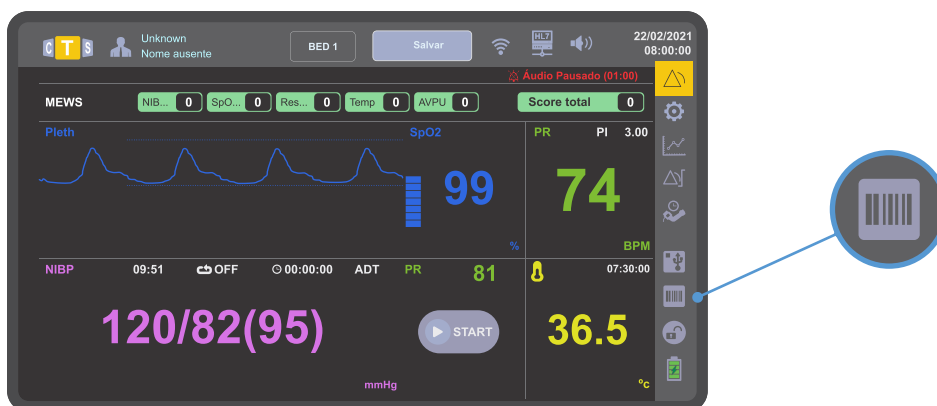 CTS
Unknown
Nome ausente
BED 1
Salvar
HL7
22/02/2021
08:00:00
Áudio Pausado (01:00)
MEWS
NIB... 0
SpO... 0
Res... 0
Temp 0
AVPU 0
Score total 0
Pleth
SpO2
99
%
PR
PI 3.00
74
BPM
NIBP 09:51 OFF 00:00:00 ADT PR 81
120/82(95)
START
mmHg
07:30:00
36.5
°c